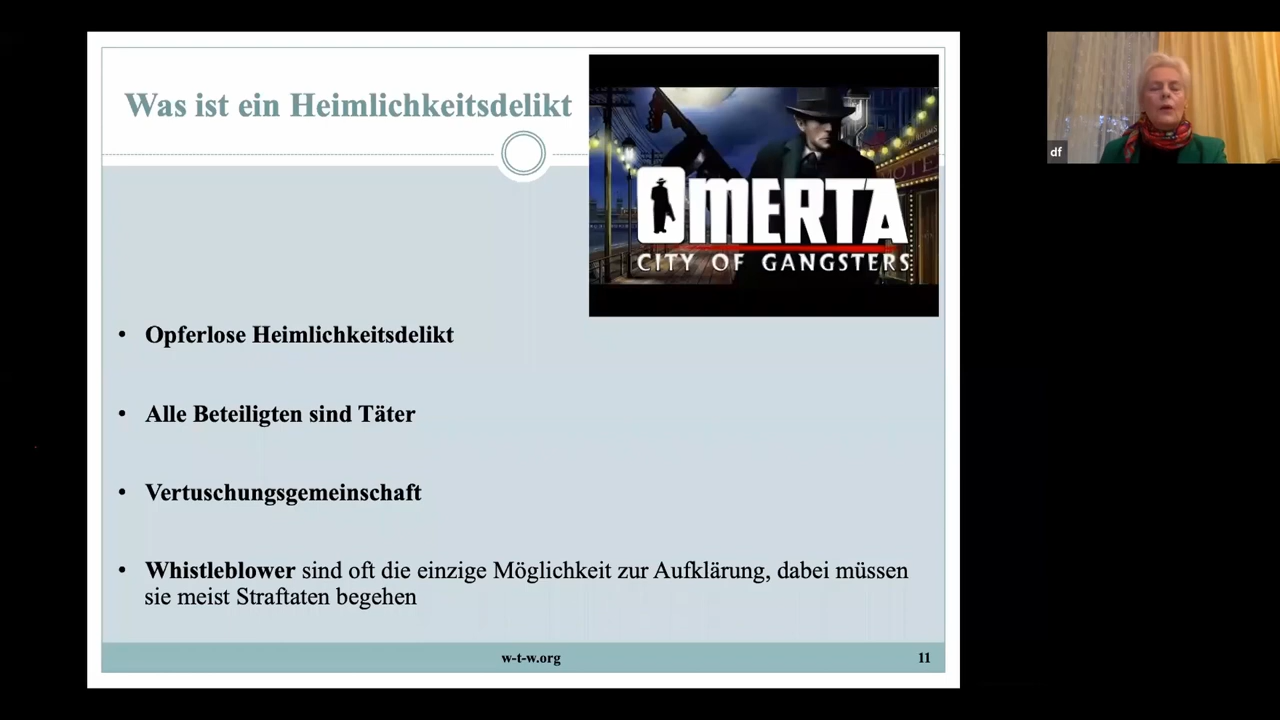 Was ist ein Heimlichkeitsdelikt
OMERTA
CITY OF GANGSTERS
df
• Opferlose Heimlichkeitsdelikt
• Alle Beteiligten sind Täter
• Vertuschungsgemeinschaft
• Whistleblower sind oft die einzige Möglichkeit zur Aufklärung, dabei müssen
sie meist Straftaten begehen
w-t-w.org
11